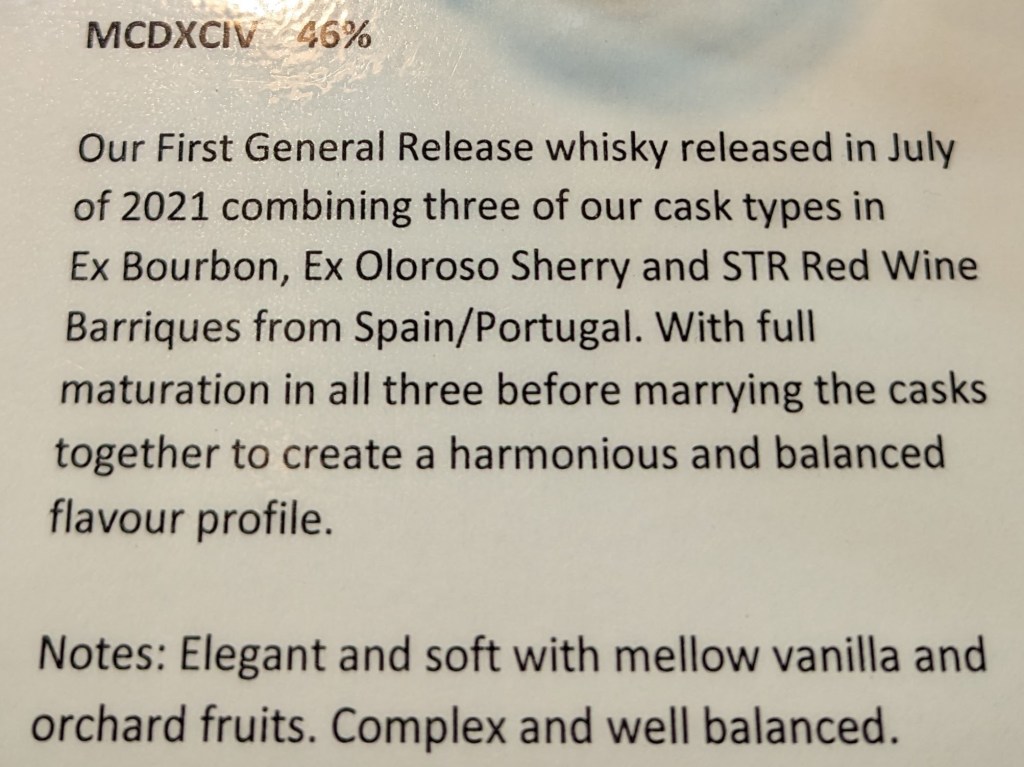 MCDXCIV 46%
Our First General Release whisky released in July
of 2021 combining three of our cask types in
Ex Bourbon, Ex Oloroso Sherry and STR Red Wine
Barriques from Spain/Portugal. With full
maturation in all three before marrying the casks
together to create a harmonious and balanced
flavour profile.
Notes: Elegant and soft with mellow vanilla and
orchard fruits. Complex and well balanced.